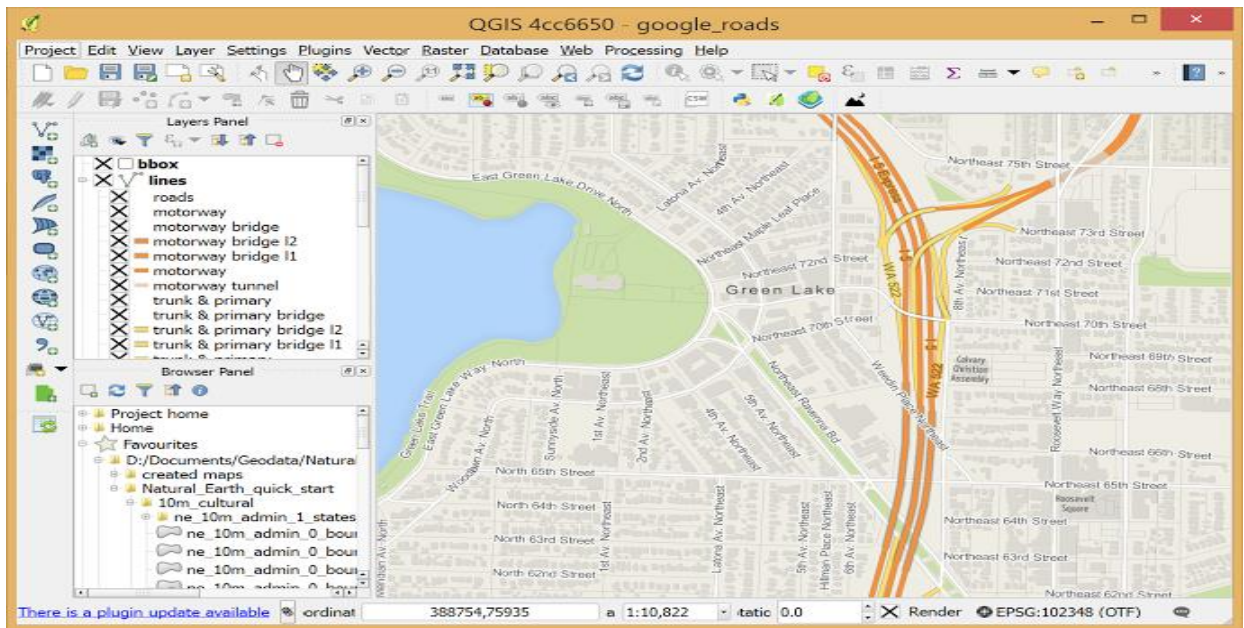 QGIS 4cc6650 - google_roads
Project Edit View Layer Settings Plugins Vector Raster Database Web Processing Help
CSW
Layers Panel
bbox
lines
roads
motorway
motorway bridge
motorway bridge l2
motorway bridge l1
motorway
motorway tunnel
trunk & primary
trunk & primary bridge
trunk & primary bridge l2
trunk & primary bridge l1
Browser Panel
Project home
Home
Favourites
D:/Documents/Geodata/Natura
created maps
Natural_Earth_quick_start
10m_cultural
ne_10m_admin_1_states
ne_10m_admin_0_bour
ne_10m_admin_0_bour
East Green Lake Drive North
Latona Av. Northeast
4th Av. Northeast
Northeast Maple Leaf Place
Northeast 72nd Street
Green Lake
Northeast 70th Street
I-5 Express
WA 522
I-5
8th Av. Northeast
Northeast 75th Street
Northeast 73rd Street
Northeast 72nd Street
Northeast 71st Street
Northeast 70th Street
I-5
WA 522
Calvary
Christian
Assembly
Roosevelt Way Northeast
Northeast 69th Street
Northeast 68th Street
Northeast 66th Street
Northeast 65th Street
Roosevelt
Square
Northeast 64th Street
Northeast 63rd Street
Northeast 62nd Street
Weedin Place Northeast
Northeast Ravenna Bd
5th Av. Northeast
4th Av. Northeast
2nd Av. Northeast
1st Av. Northeast
Sunnyside Av. North
Woodlawn Av. North
East Green Lake Way North
Green Lake Trail
North 65th Street
North 64th Street
North 63rd Street
North 62nd Street
Meridian Av. North
1st Av. Northeast
Latona Av. Northeast
5th Av. Northeast
Hillman Place Northeast
6th Av. Northeast
There is a plugin update available
ordinat
388754,75935
a
1:10,822
tatic
0.0
Render
EPSG:102348 (OTF)